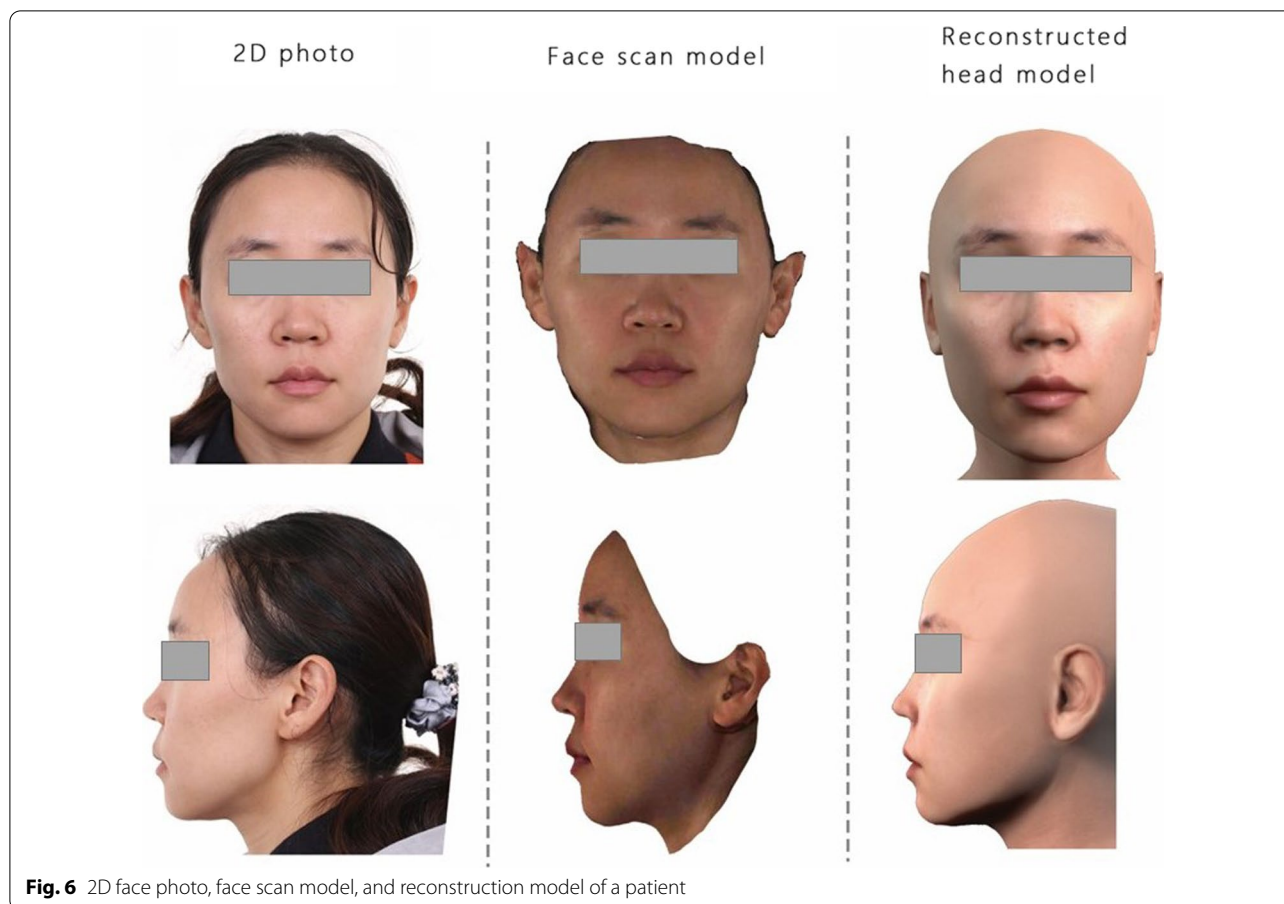 2D photo
Face scan model
Reconstructed
head model
Fig. 6 2D face photo, face scan model, and reconstruction model of a patient